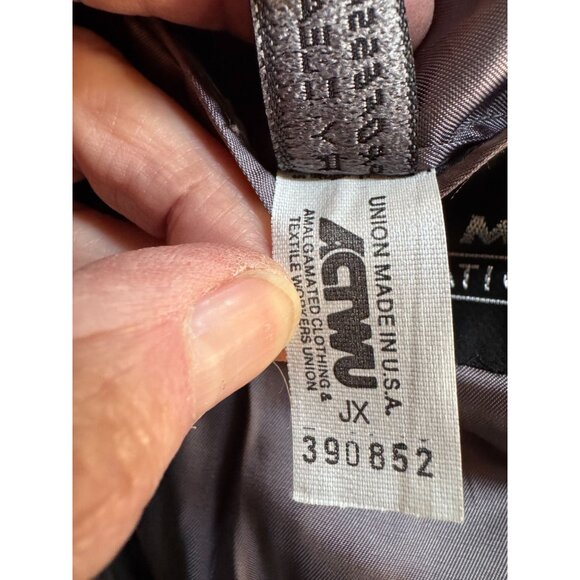 UNION MADE IN U.S.A.
ACTWU
AMALGAMATED CLOTHING &
TEXTILE WORKERS UNION
JX
390852